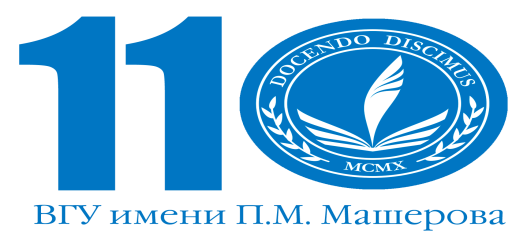 11
DOCENDO DISCIMUS
MCMX
ВГУ имени П.М. Машерова